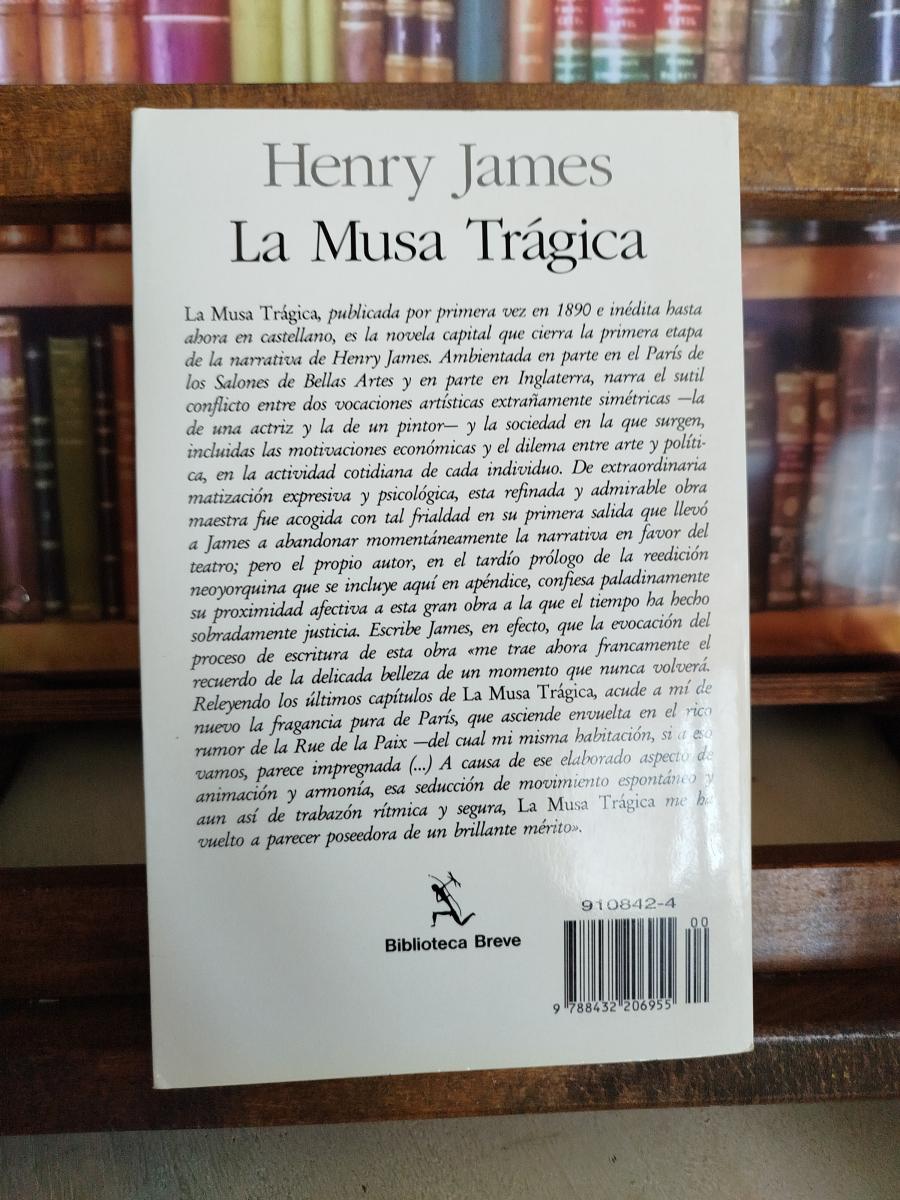 Henry James
La Musa Trágica
La Musa Trágica, publicada por primera vez en 1890 e inédita hasta
ahora en castellano, es la novela capital que cierra la primera etapa
de la narrativa de Henry James. Ambientada en parte en el París de
los Salones de Bellas Artes y en parte en Inglaterra, narra el sutil
conflicto entre dos vocaciones artísticas extrañamente simétricas —la
de una actriz y la de un pintor— y la sociedad en la que surgen,
incluidas las motivaciones económicas y el dilema entre arte y políti-
ca, en la actividad cotidiana de cada individuo. De extraordinaria
matización expresiva y psicológica, esta refinada y admirable obra
maestra fue acogida con tal frialdad en su primera salida que llevó
a James a abandonar momentáneamente la narrativa en favor del
teatro; pero el propio autor, en el tardío prólogo de la reedición
neoyorquina que se incluye aquí en apéndice, confiesa paladinamente
su proximidad afectiva a esta gran obra a la que el tiempo ha hecho
sobradamente justicia. Escribe James, en efecto, que la evocación del
proceso de escritura de esta obra «me trae ahora francamente el
recuerdo de la delicada belleza de un momento que nunca volverá.
Releyendo los últimos capítulos de La Musa Trágica, acude a mí de
nuevo la fragancia pura de París, que asciende envuelta en el rico
rumor de la Rue de la Paix —del cual mi misma habitación, si a eso
vamos, parece impregnada (...) A causa de ese elaborado aspecto de
animación y armonía, esa seducción de movimiento espontáneo y
aun así de trabazón rítmica y segura, La Musa Trágica me ha
vuelto a parecer poseedora de un brillante mérito».
Biblioteca Breve
910842-4
00
9 788432 206955